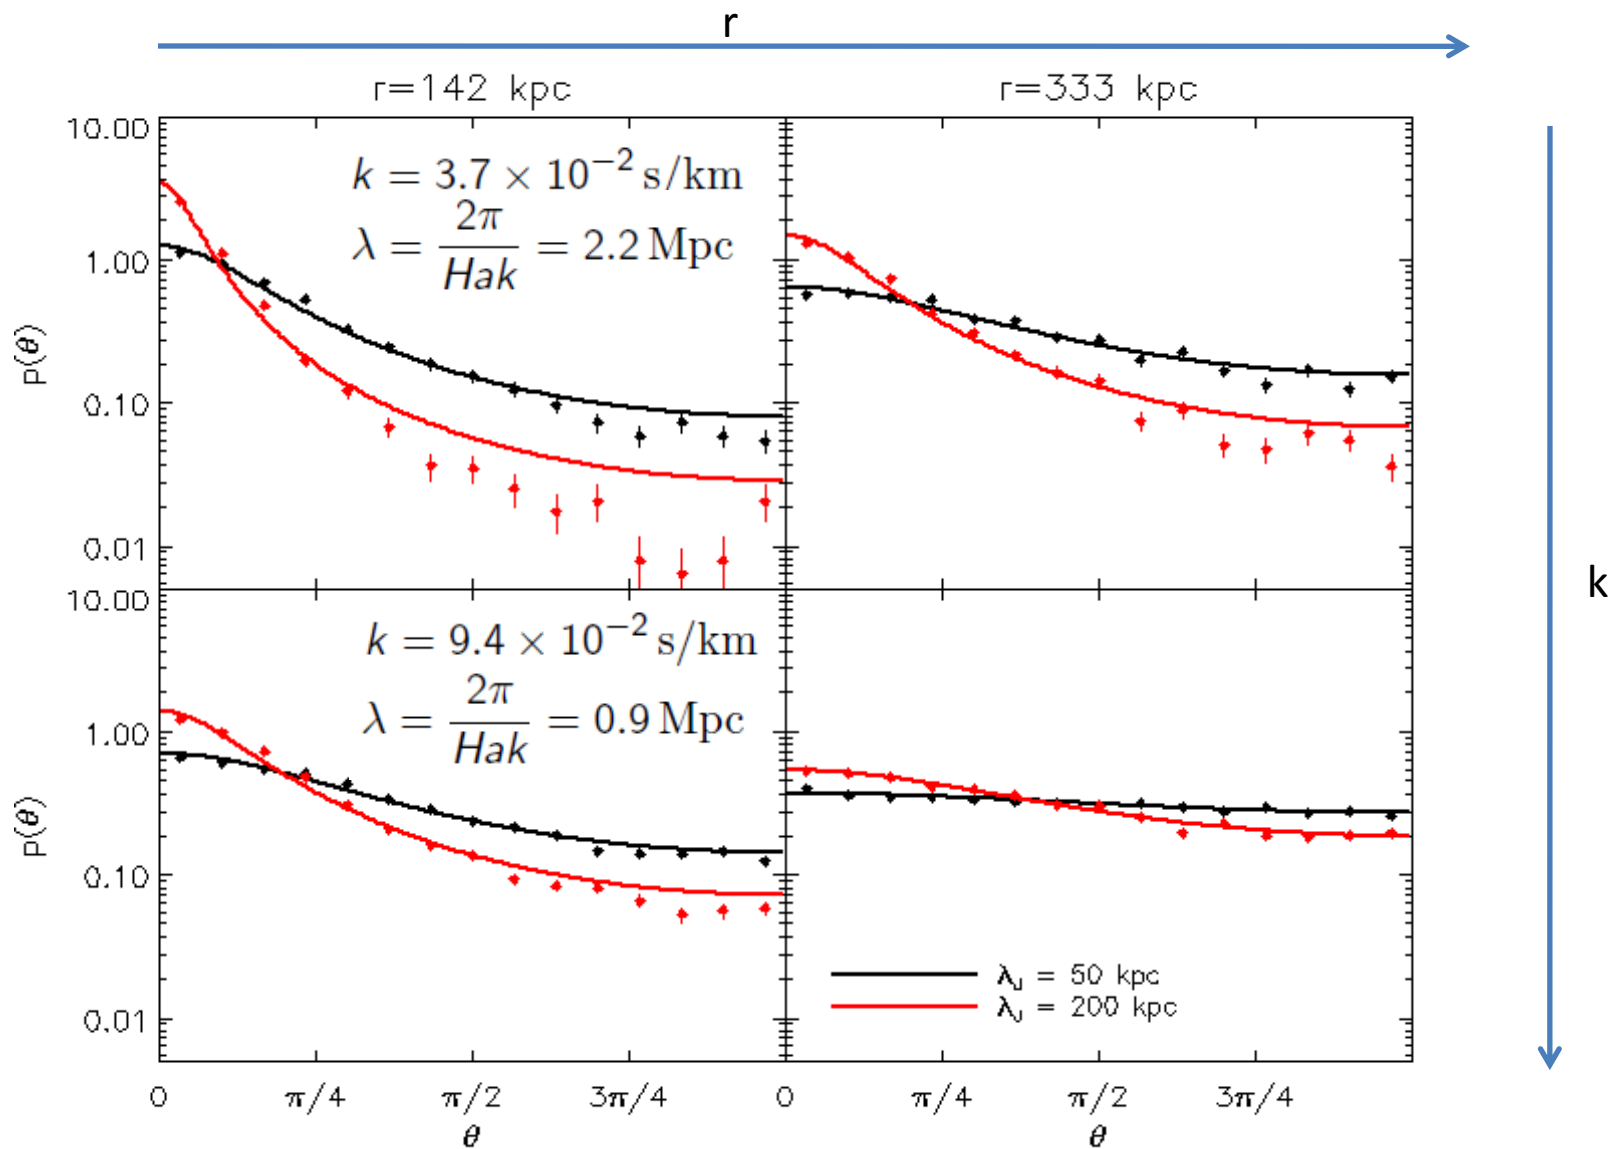 r
r=142 kpc
r=333 kpc
10.00
1.00
0.10
0.01
p(θ)
k = 3.7 × 10⁻² s/km
λ = 2π/Hak = 2.2 Mpc
10.00
1.00
0.10
0.01
p(θ)
k = 9.4 × 10⁻² s/km
λ = 2π/Hak = 0.9 Mpc
λ_J = 50 kpc
λ_J = 200 kpc
k
0 π/4 π/2 3π/4 0 π/4 π/2 3π/4
θ θ